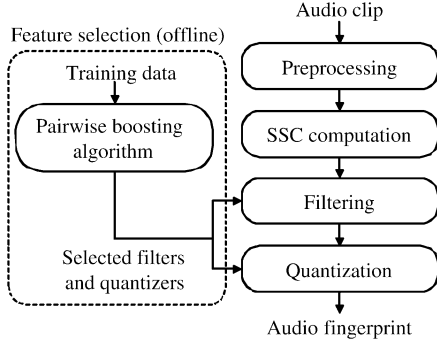 Feature selection (offline)
Training data
Pairwise boosting
algorithm
Selected filters
and quantizers
Audio clip
Preprocessing
SSC computation
Filtering
Quantization
Audio fingerprint